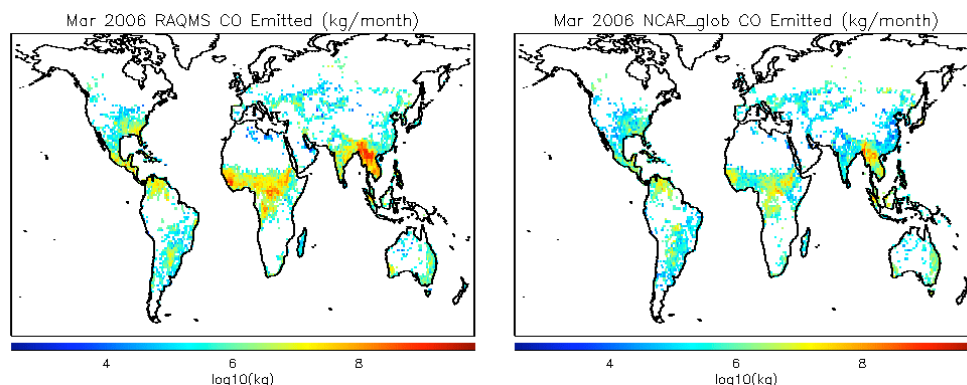 Mar 2006 RAQMS CO Emitted (kg/month)
Mar 2006 NCAR_glob CO Emitted (kg/month)
4 6 8
log10(kg)
4 6 8
log10(kg)